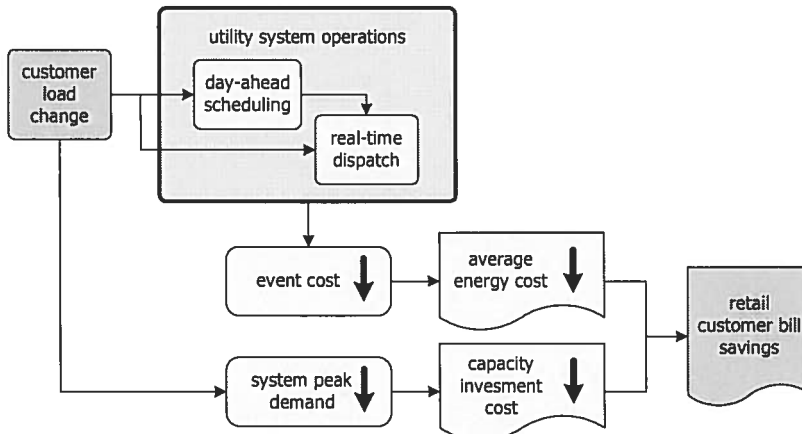 utility system operations
customer
load
change
day-ahead
scheduling
real-time
dispatch
event cost
average
energy cost
retail
customer bill
savings
system peak
demand
capacity
invesment
cost